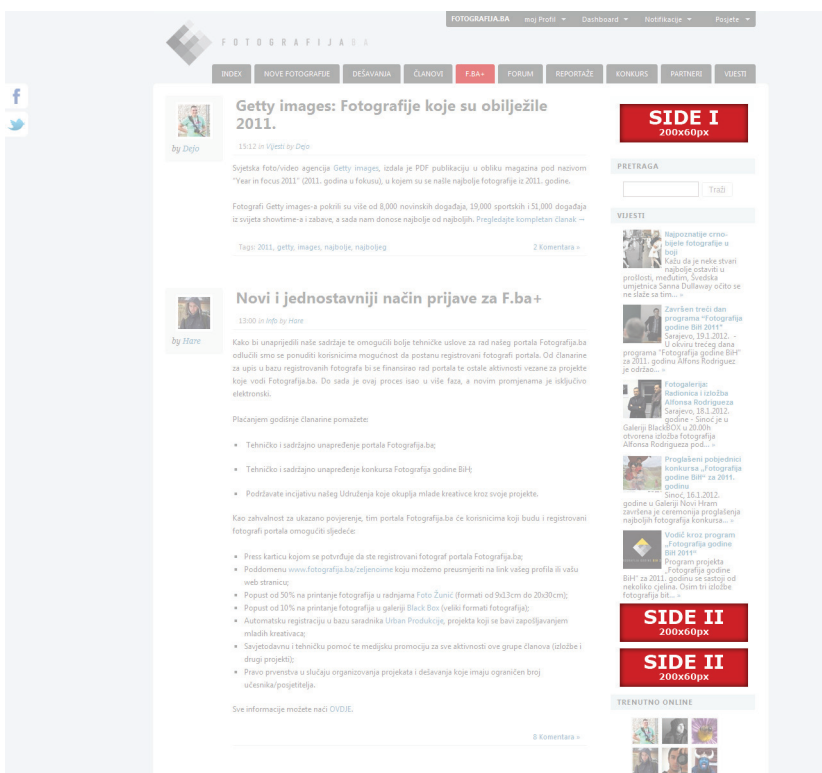 FOTOGRAFIJA.BA moj Profil Dashboard Notifikacije Posjete
FOTOGRAFIJABA
INDEX NOVE FOTOGRAFIJE DEŠAVANJA ČLANOVI F.BA+ FORUM REPORTAŽE KONKURS PARTNERI VIJESTI
Getty images: Fotografije koje su obilježile
2011.
by Dejo
15:12 in Vijesti by Dejo
Svjetska foto/video agencija Getty images, izdala je PDF publikaciju u obliku magazina pod nazivom
"Year in focus 2011" (2011. godina u fokusu), u kojem su se našle najbolje fotografije iz 2011. godine.
Fotografi Getty images-a pokrili su više od 8,000 novinskih događaja, 19,000 sportskih i 51,000 događaja
iz svijeta showtime-a i zabave, a sada nam donose najbolje od najboljih. Pregledajte kompletan članak →
Tags: 2011, getty, images, najbolje, najboljeg
2 Komentara »
Novi i jednostavniji način prijave za F.ba+
by Hare
13:00 in Info by Hare
Kako bi unaprijedili naše sadržaje te omogućili bolje tehničke uslove za rad našeg portala Fotografija.ba
odlučili smo se ponuditi korisnicima mogućnost da postanu registrovani fotografi portala. Od članarine
za upis u bazu registrovanih fotografa bi se finansirao rad portala te ostale aktivnosti vezane za projekte
koje vodi Fotografija.ba. Do sada je ovaj proces isao u više faza, a novim promjenama je isključivo
elektronski.
Plaćanjem godišnje članarine pomažete:
Tehničko i sadržajno unapređenje portala Fotografija.ba;
Tehničko i sadržajno unapređenje konkursa Fotografija godine BiH;
Podržavate incijativu našeg Udruženja koje okuplja mlade kreativce kroz svoje projekte.
Kao zahvalnost za ukazano povjerenje, tim portala Fotografija.ba će korisnicima koji budu i registrovani
fotografi portala omogućiti sljedeće:
Press karticu kojom se potvrđuje da ste registrovani fotograf portala Fotografija.ba;
Poddomenu www.fotografija.ba/zeljenoime koju možemo preusmjeriti na link vašeg profila ili vašu
web stranicu;
Popust od 50% na printanje fotografija u radnjama Foto Žunić (formati od 9x13cm do 20x30cm);
Popust od 10% na printanje fotografija u galeriji Black Box (veliki formati fotografija);
Automatsku registraciju u bazu saradnika Urban Produkcije, projekta koji se bavi zapošljavanjem
mladih kreativaca;
Savjetodavnu i tehničku pomoć te medijsku promociju za sve aktivnosti ove grupe članova (izložbe i
drugi projekti);
Pravo prvenstva u slučaju organizovanja projekata i dešavanja koje imaju ograničen broj
učesnika/posjetitelja.
Sve informacije možete naći OVDJE.
8 Komentara »
SIDE I
200x60px
PRETRAGA
Traži
VIJESTI
Najpoznatije crno-
bijele fotografije u
boji
Kažu da je neke stvari
najbolje ostaviti u
prošlosti, međutim, Švedska
umjetnica Sanna Dullaway očito se
ne slaže sa tim... »
Završen treći dan
programa "Fotografija
godine BiH 2011"
Sarajevo, 19.1.2012. -
U okviru trećeg dana
programa "Fotografija godine BiH"
za 2011. godinu Alfons Rodriguez
je održao... »
Fotogalerija:
Radionica i izložba
Alfonsa Rodrigueza
Sarajevo, 18.1.2012.
godine - Sinoć je u
Galeriji BlackBOX u 20.00h
otvorena izložba fotografija
Alfonsa Rodrigueza pod... »
Proglašeni pobjednici
konkursa „Fotografija
godine BiH" za 2011.
godinu
Sinoć, 16.1.2012.
godine u Galeriji Novi Hram
završena je ceremonija proglašenja
najboljih fotografija konkursa... »
Vodič kroz program
„Fotografija godine
BiH 2011"
Program projekta
„Fotografija godine
BiH" za 2011. godinu se sastoji od
nekoliko cjelina. Osim tri izložbe
fotografija bit... »
SIDE II
200x60px
SIDE II
200x60px
TRENUTNO ONLINE